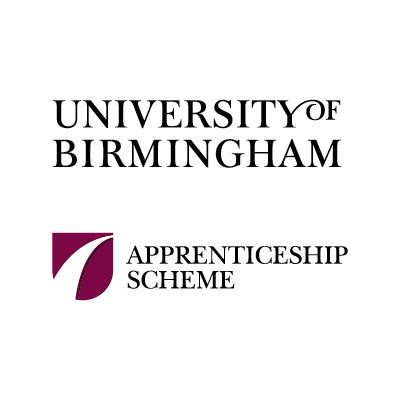 UNIVERSITY OF
BIRMINGHAM
APPRENTICESHIP
SCHEME